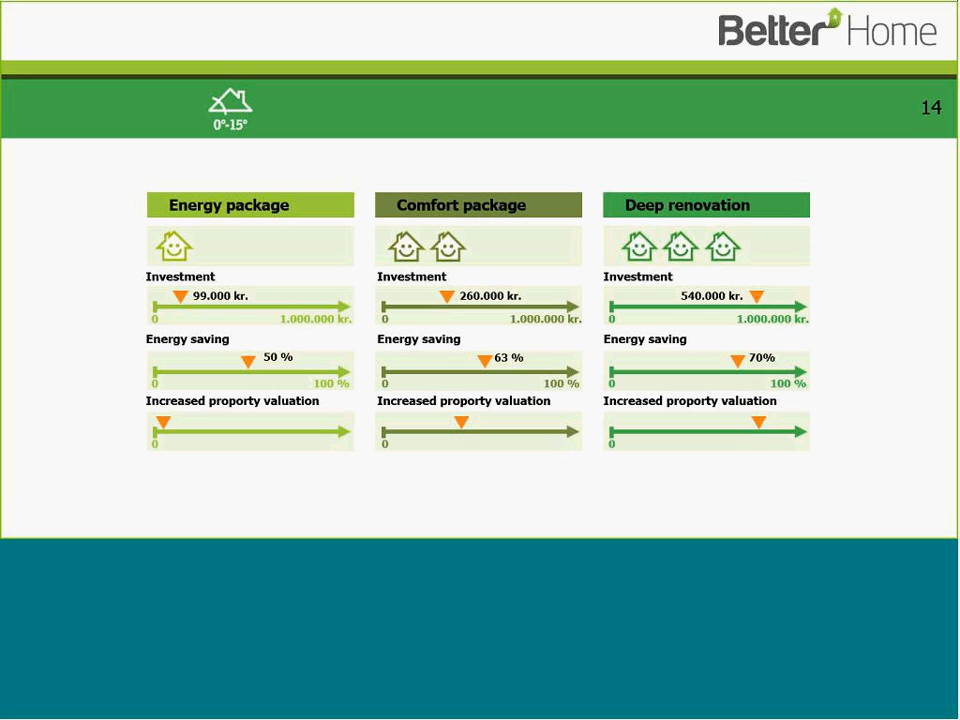 Better Home
14
0°-15°
Energy package
Comfort package
Deep renovation
Investment
Investment
Investment
99.000 kr.
260.000 kr.
540.000 kr.
0 1.000.000 kr.
0 1.000.000 kr.
0 1.000.000 kr.
Energy saving
Energy saving
Energy saving
50 %
63 %
70%
0 100 %
0 100 %
0 100 %
Increased proporty valuation
Increased proporty valuation
Increased proporty valuation
0
0
0